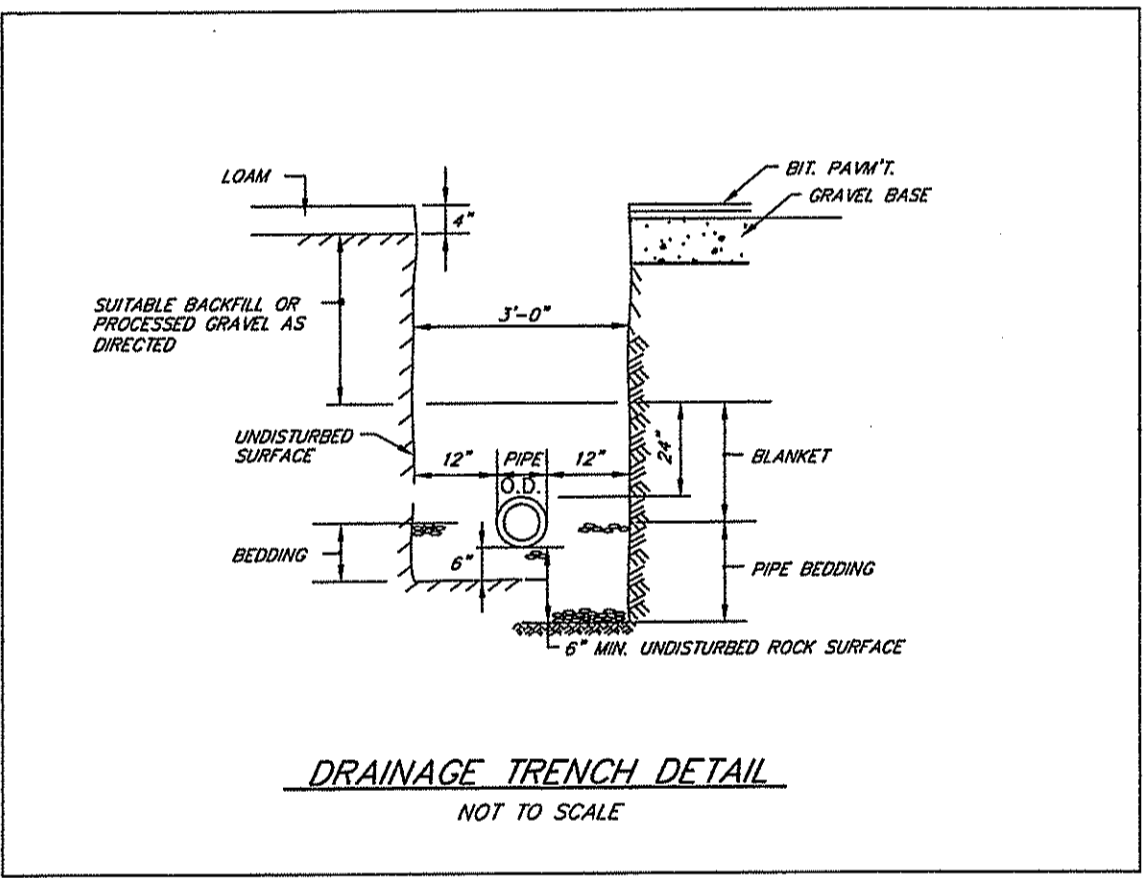 LOAM
BIT. PAVM'T.
GRAVEL BASE
4"
SUITABLE BACKFILL OR
PROCESSED GRAVEL AS
DIRECTED
3'-0"
UNDISTURBED
SURFACE
12"
PIPE
O.D.
12"
24"
BLANKET
BEDDING
6"
PIPE BEDDING
6" MIN. UNDISTURBED ROCK SURFACE
DRAINAGE TRENCH DETAIL
NOT TO SCALE